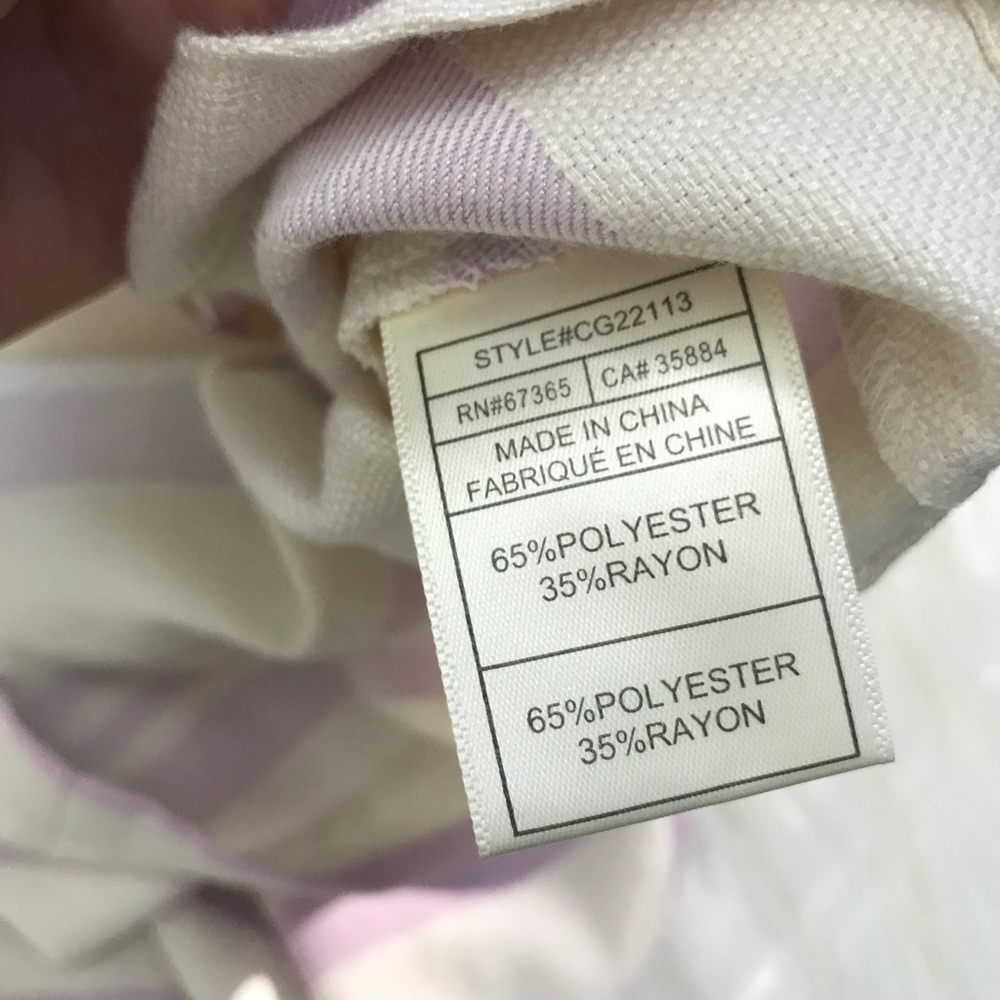 STYLE#CG22113
RN#67365 CA# 35884
MADE IN CHINA
FABRIQUÉ EN CHINE
65%POLYESTER
35%RAYON
65%POLYESTER
35%RAYON